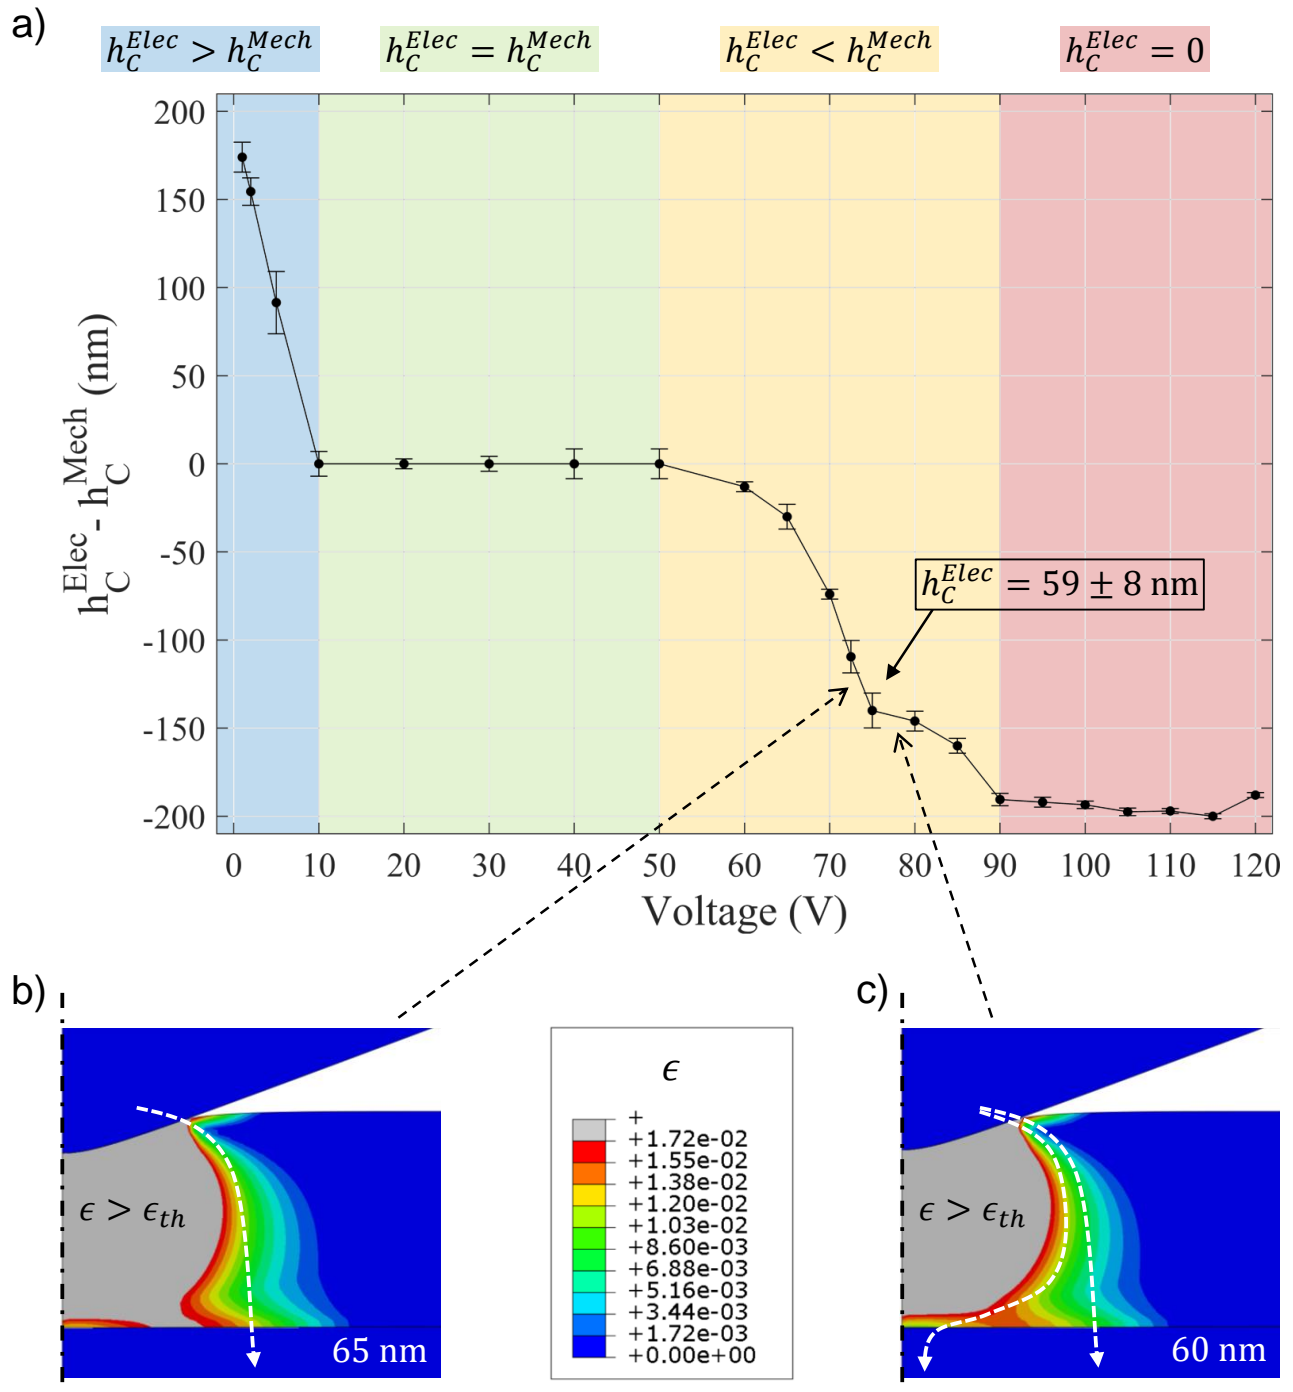 a)
h_C^Elec > h_C^Mech
h_C^Elec = h_C^Mech
h_C^Elec < h_C^Mech
h_C^Elec = 0
h_C^Elec - h_C^Mech (nm)
200
150
100
50
0
-50
-100
-150
-200
h_C^Elec = 59 ± 8 nm
0 10 20 30 40 50 60 70 80 90 100 110 120
Voltage (V)
b)
ϵ > ϵ_th
65 nm
ϵ
+
+1.72e-02
+1.55e-02
+1.38e-02
+1.20e-02
+1.03e-02
+8.60e-03
+6.88e-03
+5.16e-03
+3.44e-03
+1.72e-03
+0.00e+00
c)
ϵ > ϵ_th
60 nm